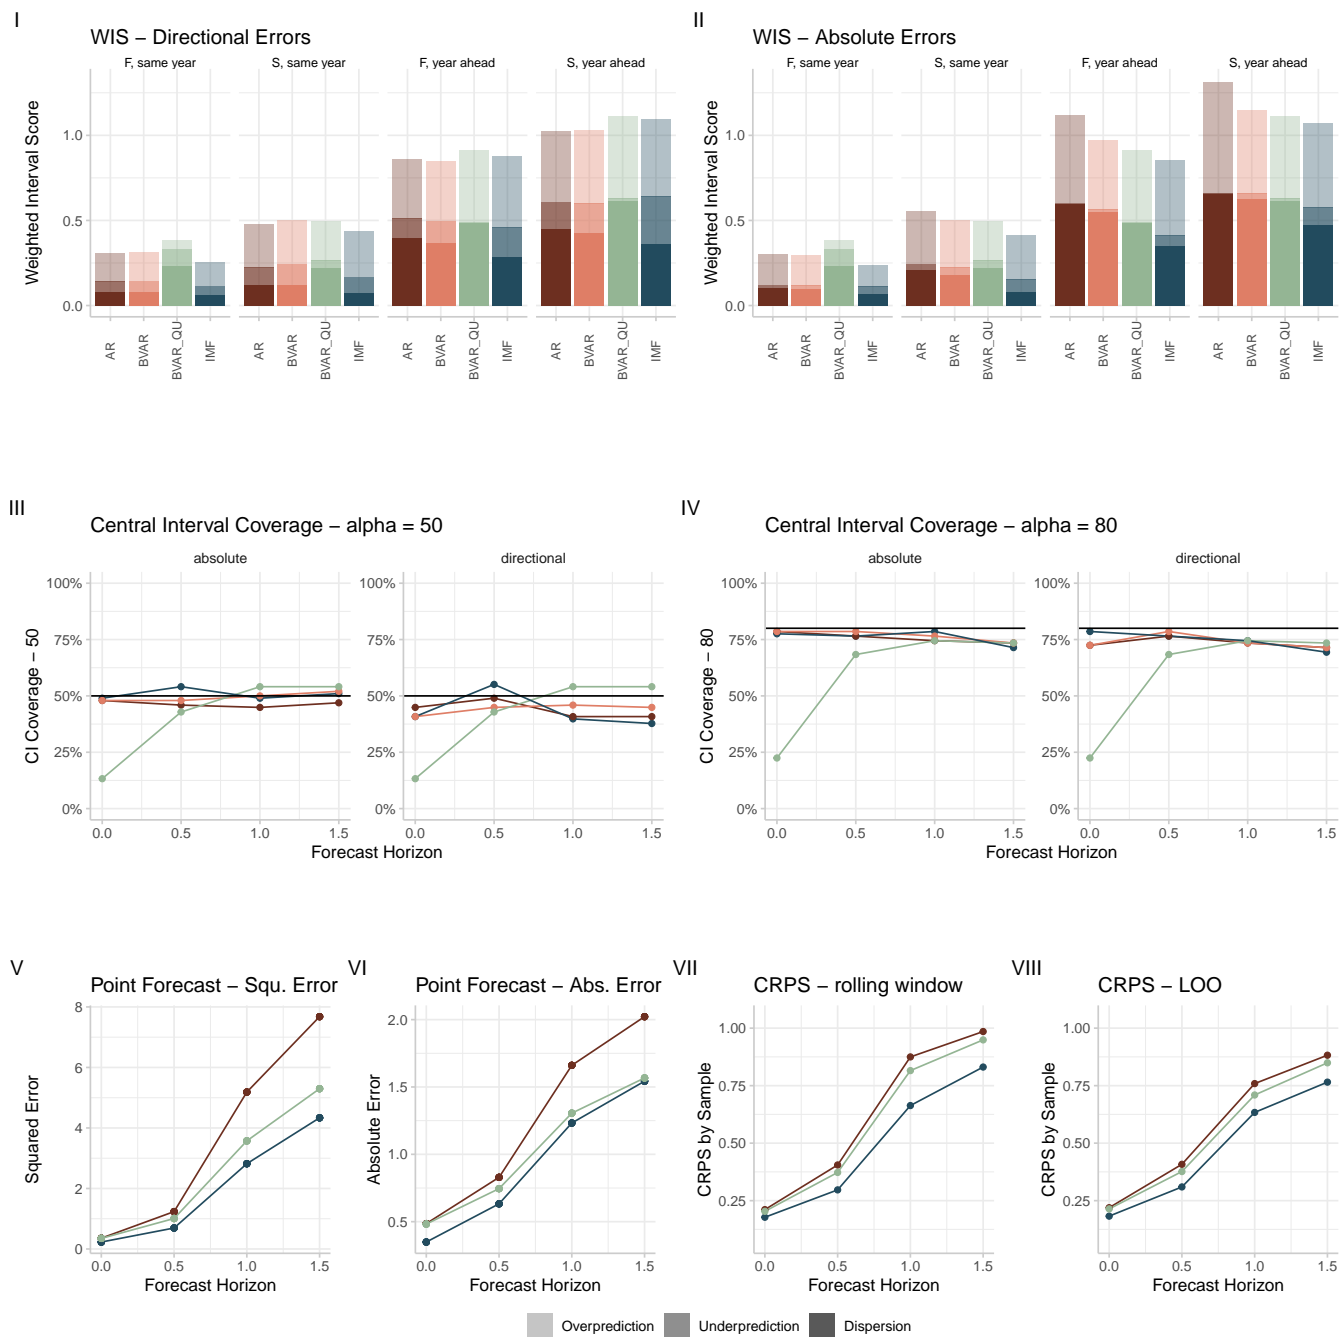 I
WIS – Directional Errors
F, same year
S, same year
F, year ahead
S, year ahead
Weighted Interval Score
1.0
0.5
0.0
AR
BVAR
BVAR_QU
IMF
AR
BVAR
BVAR_QU
IMF
AR
BVAR
BVAR_QU
IMF
AR
BVAR
BVAR_QU
IMF
II
WIS – Absolute Errors
F, same year
S, same year
F, year ahead
S, year ahead
Weighted Interval Score
1.0
0.5
0.0
AR
BVAR
BVAR_QU
IMF
AR
BVAR
BVAR_QU
IMF
AR
BVAR
BVAR_QU
IMF
AR
BVAR
BVAR_QU
IMF
III
Central Interval Coverage – alpha = 50
absolute
directional
CI Coverage – 50
100%
75%
50%
25%
0%
100%
75%
50%
25%
0%
0.0 0.5 1.0 1.5
0.0 0.5 1.0 1.5
Forecast Horizon
IV
Central Interval Coverage – alpha = 80
absolute
directional
CI Coverage – 80
100%
75%
50%
25%
0%
100%
75%
50%
25%
0%
0.0 0.5 1.0 1.5
0.0 0.5 1.0 1.5
Forecast Horizon
V
Point Forecast – Squ. Error
Squared Error
8
6
4
2
0
0.0 0.5 1.0 1.5
Forecast Horizon
VI
Point Forecast – Abs. Error
Absolute Error
2.0
1.5
1.0
0.5
0.0 0.5 1.0 1.5
Forecast Horizon
VII
CRPS – rolling window
CRPS by Sample
1.00
0.75
0.50
0.25
0.0 0.5 1.0 1.5
Forecast Horizon
VIII
CRPS – LOO
CRPS by Sample
1.00
0.75
0.50
0.25
0.0 0.5 1.0 1.5
Forecast Horizon
Overprediction Underprediction Dispersion